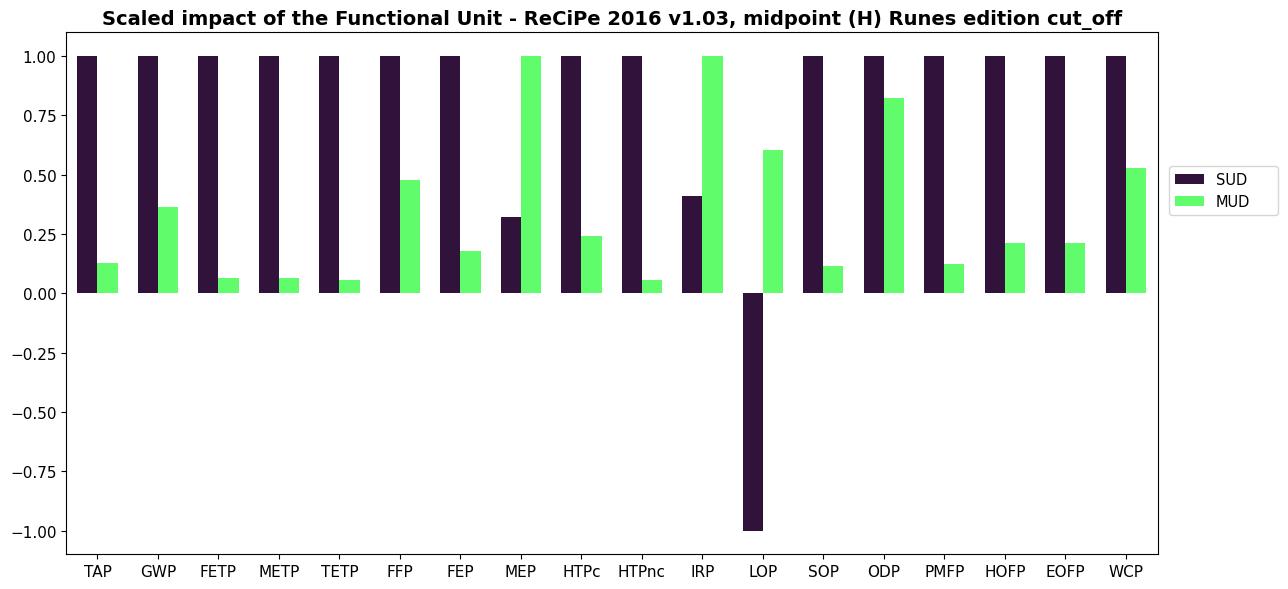 Scaled impact of the Functional Unit - ReCiPe 2016 v1.03, midpoint (H) Runes edition cut_off
1.00
0.75
0.50
0.25
0.00
−0.25
−0.50
−0.75
−1.00
TAP GWP FETP METP TETP FFP FEP MEP HTPc HTPnc IRP LOP SOP ODP PMFP HOFP EOFP WCP
SUD
MUD